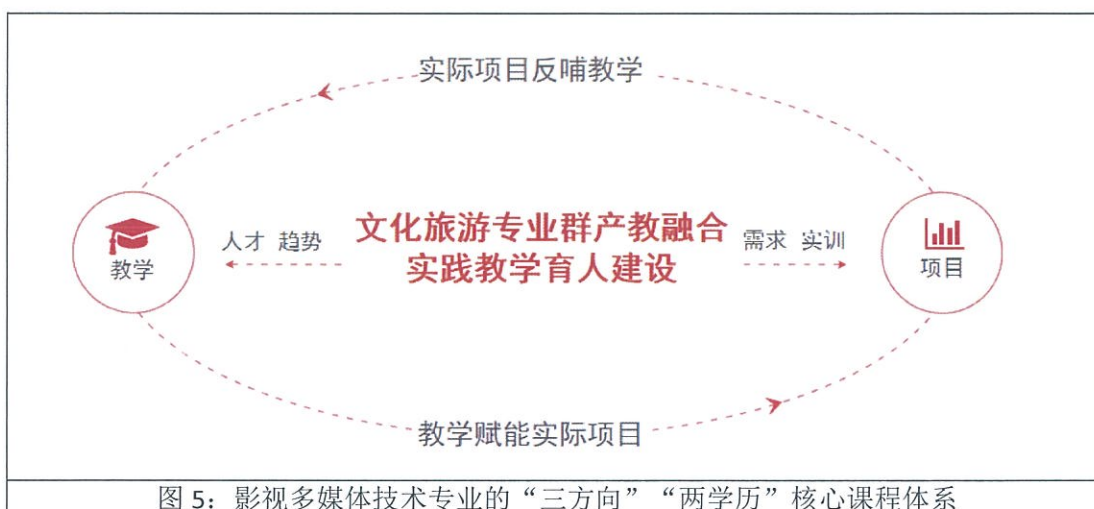 实际项目反哺教学
教学
人才 趋势
文化旅游专业群产教融合
实践教学育人建设
需求 实训
项目
教学赋能实际项目
图 5：影视多媒体技术专业的“三方向”“两学历”核心课程体系